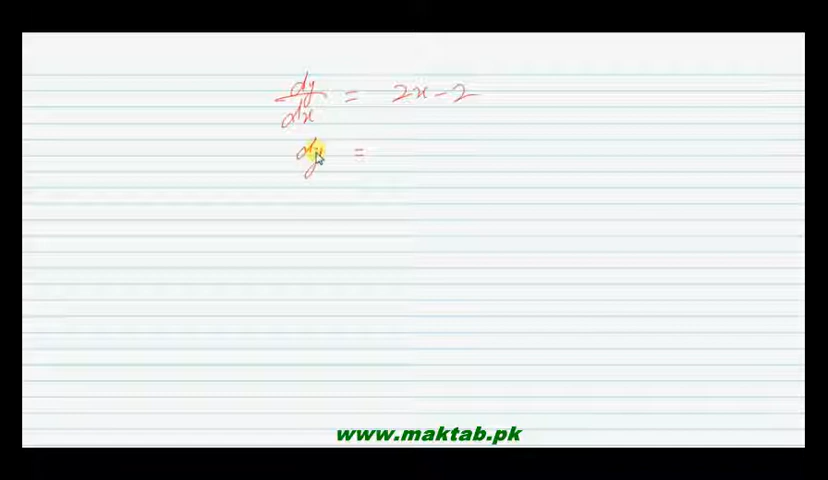 dy/dx = 2x - 2
dy =
www.maktab.pk